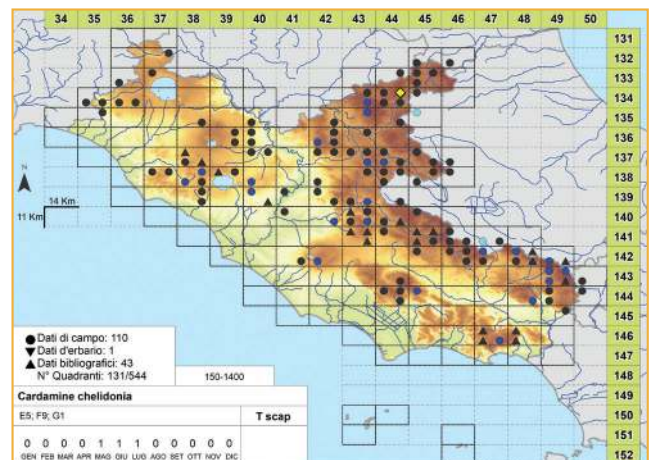 34 35 36 37 38 39 40 41 42 43 44 45 46 47 48 49 50
131
132
133
134
135
136
137
138
139
140
141
142
143
144
145
146
147
148
149
150
151
152
N
14 Km
11 Km
Dati di campo: 110
Dati d'erbario: 1
Dati bibliografici: 43
N° Quadranti: 131/544
150-1400
Cardamine chelidonia
E5; F9; G1
T scap
0 0 0 0 1 1 1 0 0 0 0 0
GEN FEB MAR APR MAG GIU LUG AGO SET OTT NOV DIC